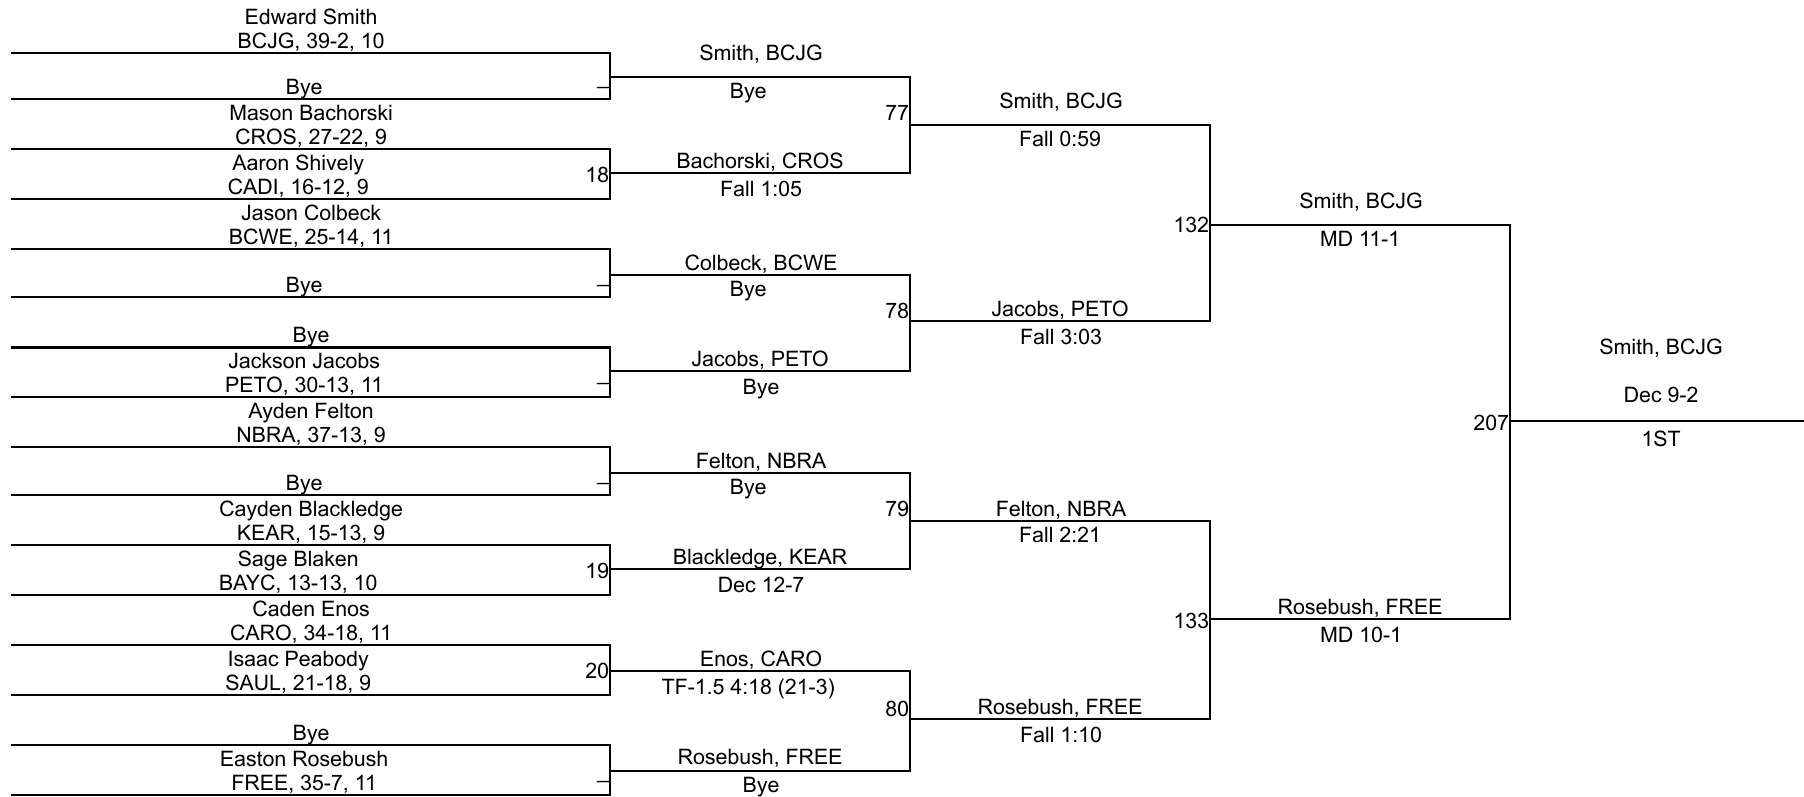 Edward Smith
BCJG, 39-2, 10
Bye
Mason Bachorski
CROS, 27-22, 9
Aaron Shively
CADI, 16-12, 9
Jason Colbeck
BCWE, 25-14, 11
Bye
Bye
Jackson Jacobs
PETO, 30-13, 11
Ayden Felton
NBRA, 37-13, 9
Bye
Cayden Blackledge
KEAR, 15-13, 9
Sage Blaken
BAYC, 13-13, 10
Caden Enos
CARO, 34-18, 11
Isaac Peabody
SAUL, 21-18, 9
Bye
Easton Rosebush
FREE, 35-7, 11
–
18
–
–
–
19
20
–
Smith, BCJG
Bye
Bachorski, CROS
Fall 1:05
Colbeck, BCWE
Bye
Jacobs, PETO
Bye
Felton, NBRA
Bye
Blackledge, KEAR
Dec 12-7
Enos, CARO
TF-1.5 4:18 (21-3)
Rosebush, FREE
Bye
77
78
79
80
Smith, BCJG
Fall 0:59
Jacobs, PETO
Fall 3:03
Felton, NBRA
Fall 2:21
Rosebush, FREE
Fall 1:10
132
133
Smith, BCJG
MD 11-1
Rosebush, FREE
MD 10-1
207
Smith, BCJG
Dec 9-2
1ST